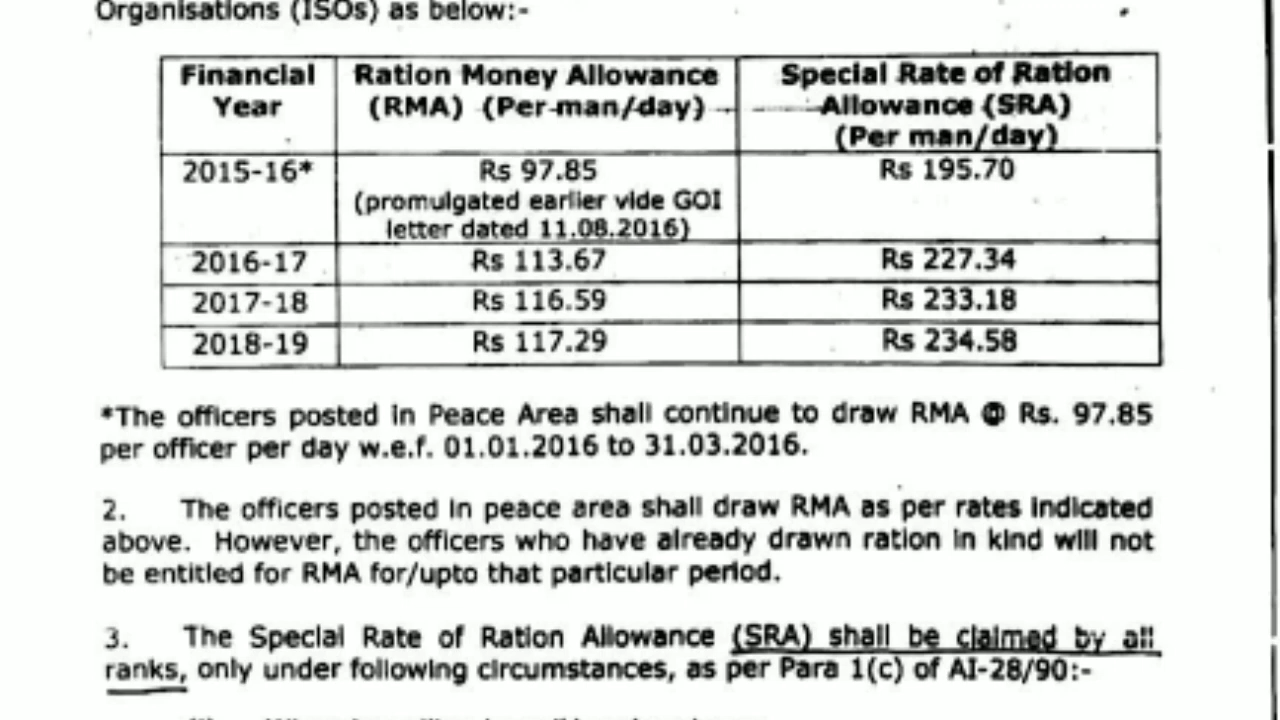 Organisations (ISOs) as below:-
Financial Year | Ration Money Allowance (RMA) (Per man/day) | Special Rate of Ration Allowance (SRA) (Per man/day)
2015-16* | Rs 97.85 (promulgated earlier vide GOI letter dated 11.08.2016) | Rs 195.70
2016-17 | Rs 113.67 | Rs 227.34
2017-18 | Rs 116.59 | Rs 233.18
2018-19 | Rs 117.29 | Rs 234.58
*The officers posted in Peace Area shall continue to draw RMA @ Rs. 97.85
per officer per day w.e.f. 01.01.2016 to 31.03.2016.
2. The officers posted in peace area shall draw RMA as per rates indicated
above. However, the officers who have already drawn ration in kind will not
be entitled for RMA for/upto that particular period.
3. The Special Rate of Ration Allowance (SRA) shall be claimed by all
ranks, only under following circumstances, as per Para 1(c) of AI-28/90:-